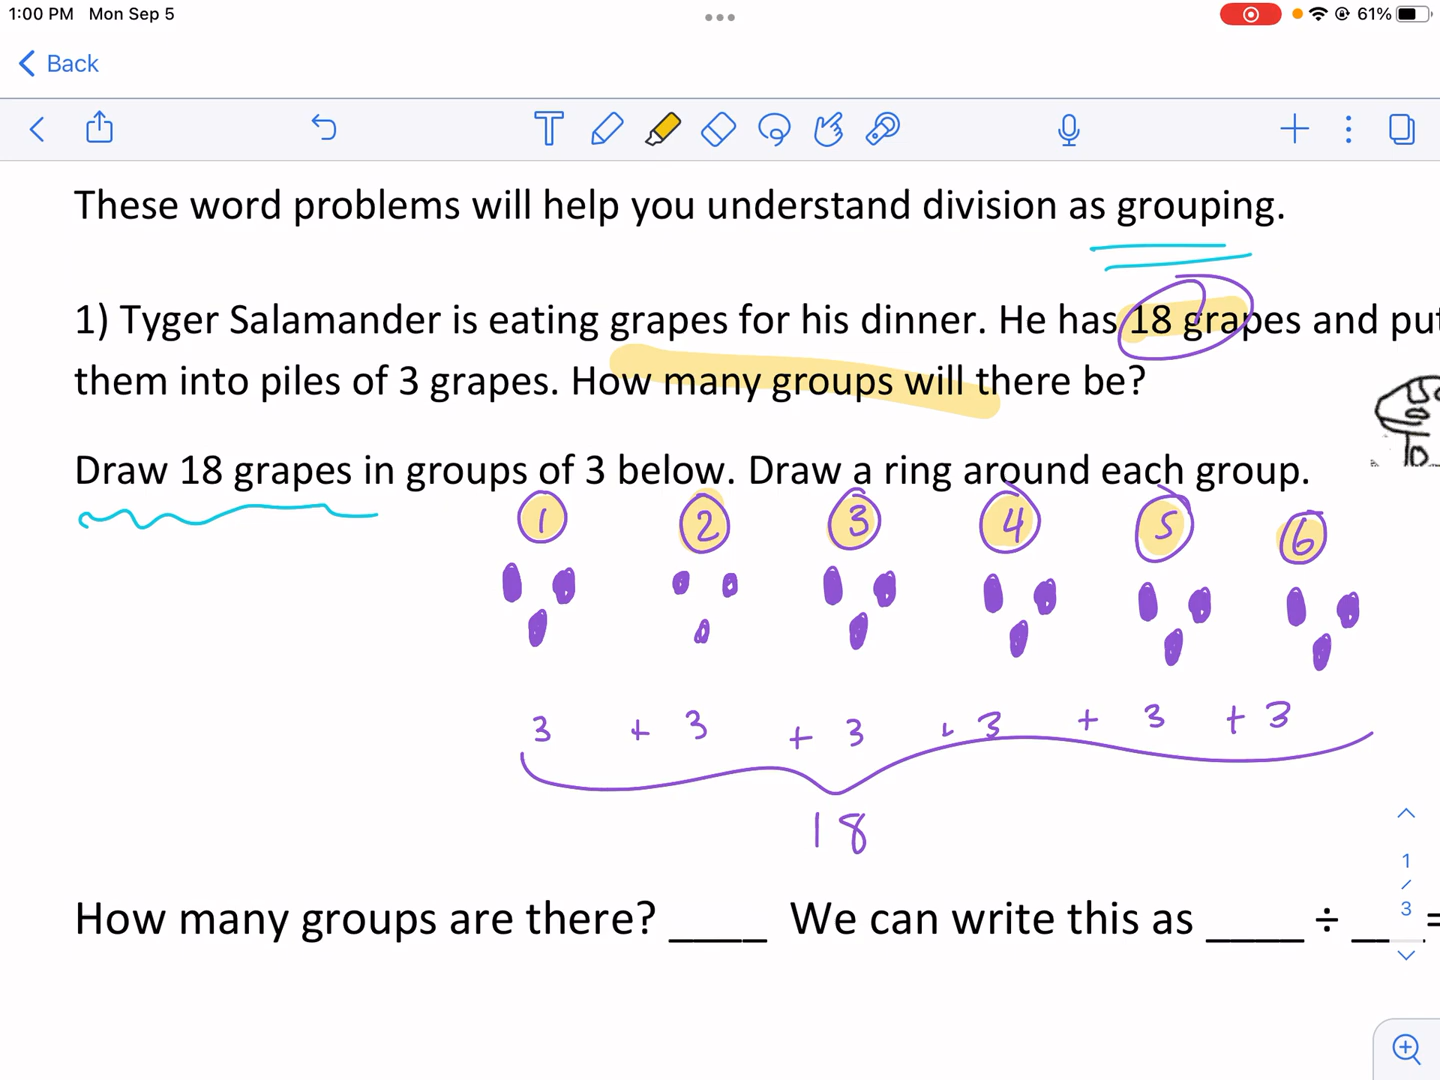 1:00 PM Mon Sep 5
61%
Back
These word problems will help you understand division as grouping.
1) Tyger Salamander is eating grapes for his dinner. He has 18 grapes and put
them into piles of 3 grapes. How many groups will there be?
Draw 18 grapes in groups of 3 below. Draw a ring around each group.
1 2 3 4 5 6
3 + 3 + 3 + 3 + 3 + 3
18
How many groups are there? ____ We can write this as ____ ÷ ____ =
1
/
3